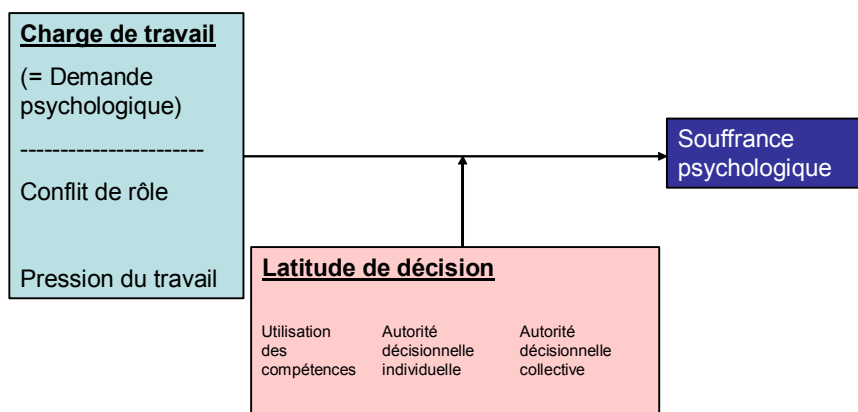 Charge de travail
(= Demande
psychologique)
-----------------------
Conflit de rôle
Pression du travail
Souffrance
psychologique
Latitude de décision
Utilisation
des
compétences
Autorité
décisionnelle
individuelle
Autorité
décisionnelle
collective